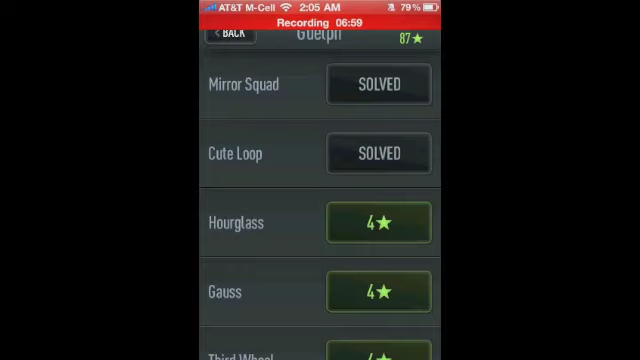 AT&T M-Cell 2:05 AM 79%
Recording 06:59
BACK Guelph 87★
Mirror Squad SOLVED
Cute Loop SOLVED
Hourglass 4★
Gauss 4★
Third Wheel 4★